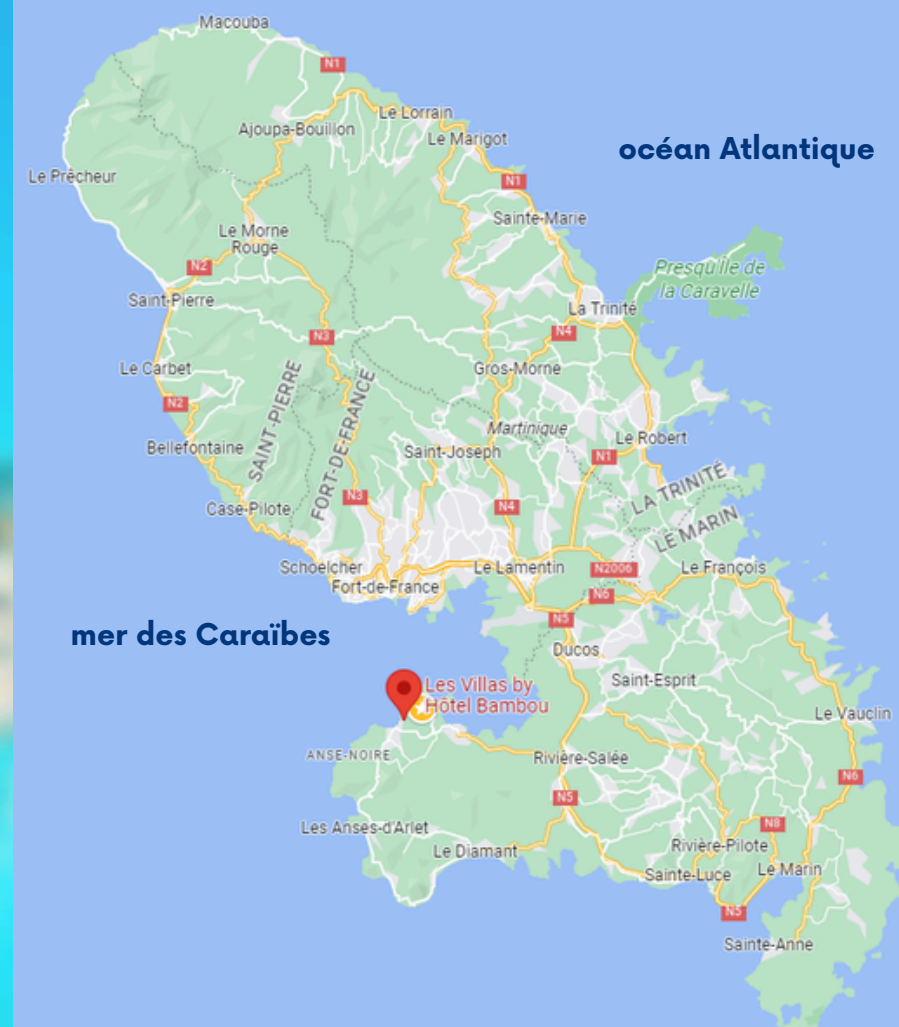 Macouba
N1
Le Lorrain
Ajoupa-Bouillon
Le Marigot
océan Atlantique
Le Prêcheur
N1
Sainte-Marie
Le Morne
Rouge
N2
Presqu'île de
la Caravelle
Saint-Pierre
La Trinité
N3
N4
Le Carbet
Gros-Morne
SAINT-PIERRE
FORT-DE-FRANCE
N2
Martinique
Bellefontaine
Saint-Joseph
Le Robert
N1
LA TRINITÉ
N3
N4
Case-Pilote
LE MARIN
Schoelcher
Le Lamentin
N2006
Le François
Fort-de-France
N6
N5
mer des Caraïbes
Ducos
Saint-Esprit
Les Villas by
Hôtel Bambou
Le Vauclin
ANSE-NOIRE
Rivière-Salée
N6
N5
Les Anses-d'Arlet
N8
Le Diamant
Rivière-Pilote
Sainte-Luce
Le Marin
N5
Sainte-Anne